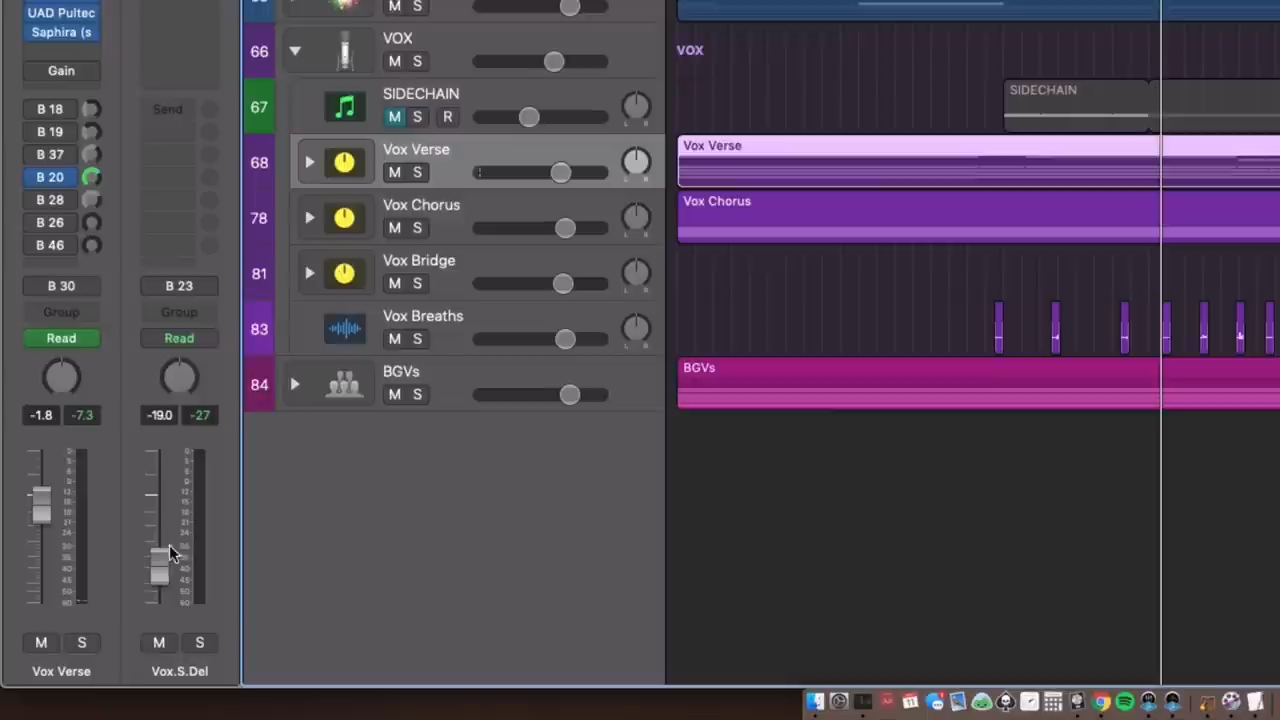 UAD Pultec
Saphira (s
Gain
B 18
B 19
B 37
B 20
B 28
B 26
B 46
B 30
Group
Read
-1.8 -7.3
M S
Vox Verse
Send
B 23
Group
Read
-19.0 -27
M S
Vox.S.Del
M S
66
VOX
M S
67
SIDECHAIN
M S R
L R
68
Vox Verse
M S
L R
78
Vox Chorus
M S
L R
81
Vox Bridge
M S
L R
83
Vox Breaths
M S
L R
84
BGVs
M S
VOX
SIDECHAIN
Vox Verse
Vox Chorus
BGVs